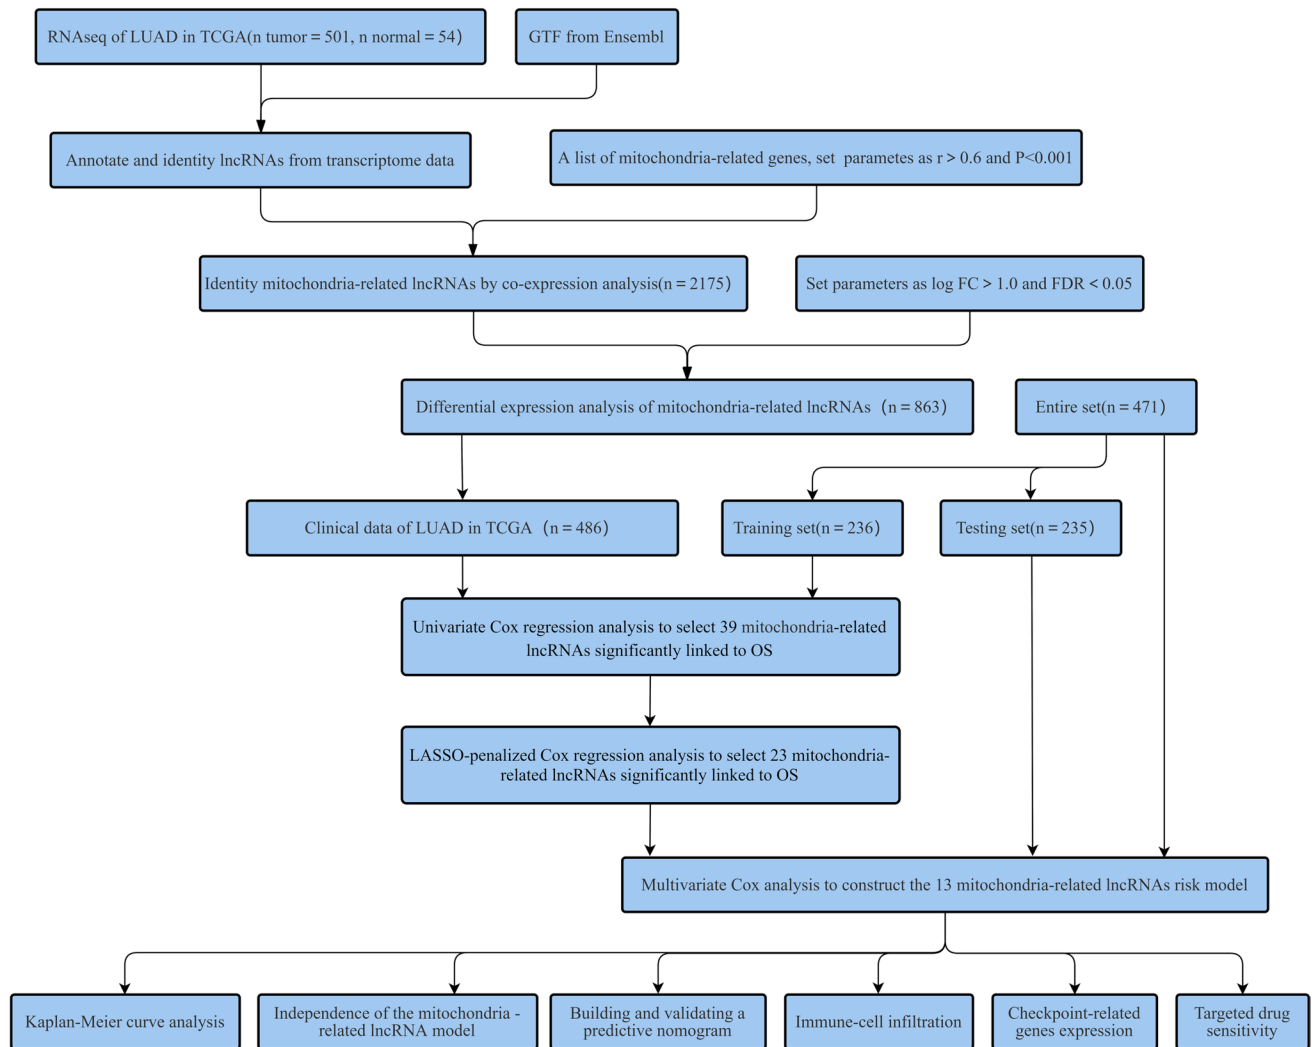 RNAseq of LUAD in TCGA(n tumor = 501, n normal = 54)
GTF from Ensembl
Annotate and identity lncRNAs from transcriptome data
A list of mitochondria-related genes, set parametes as r > 0.6 and P<0.001
Identity mitochondria-related lncRNAs by co-expression analysis(n = 2175)
Set parameters as log FC > 1.0 and FDR < 0.05
Differential expression analysis of mitochondria-related lncRNAs (n = 863)
Entire set(n = 471)
Clinical data of LUAD in TCGA (n = 486)
Training set(n = 236)
Testing set(n = 235)
Univariate Cox regression analysis to select 39 mitochondria-related
lncRNAs significantly linked to OS
LASSO-penalized Cox regression analysis to select 23 mitochondria-
related lncRNAs significantly linked to OS
Multivariate Cox analysis to construct the 13 mitochondria-related lncRNAs risk model
Kaplan-Meier curve analysis
Independence of the mitochondria -
related lncRNA model
Building and validating a
predictive nomogram
Immune-cell infiltration
Checkpoint-related
genes expression
Targeted drug
sensitivity